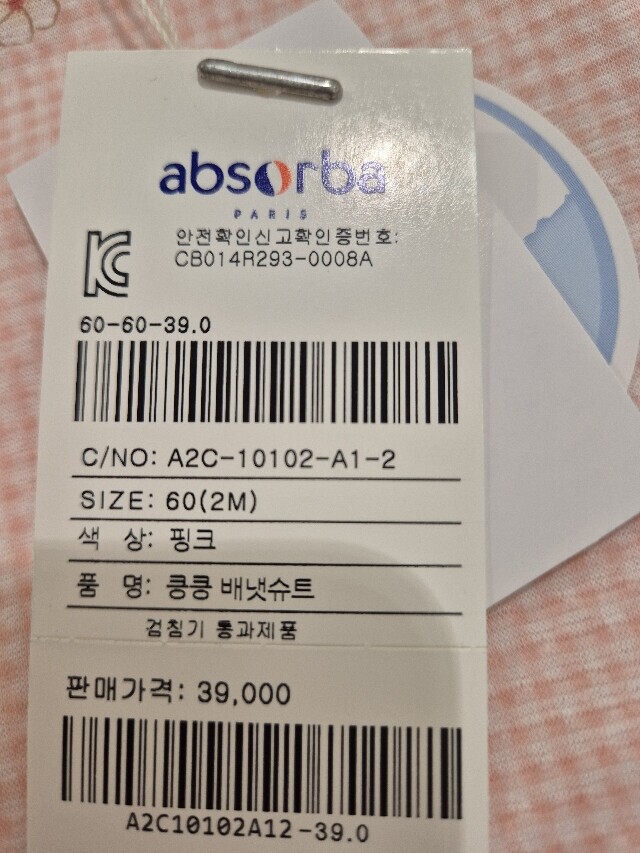 absorba
PARIS
안전확인신고확인증번호:
CB014R293-0008A
60-60-39.0
C/NO: A2C-10102-A1-2
SIZE: 60(2M)
색 상: 핑크
품 명: 킁킁 배냇슈트
검침기 통과제품
판매가격: 39,000
A2C10102A12-39.0